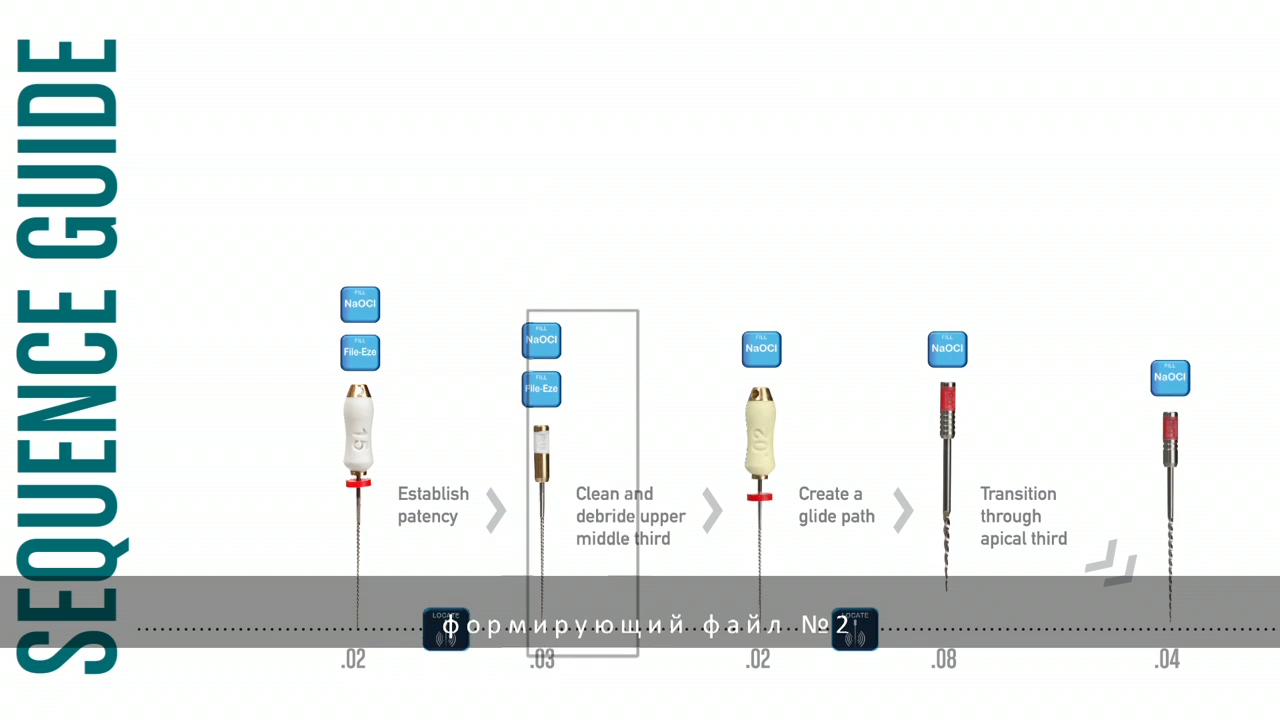 SEQUENCE GUIDE
FILL
NaOCl
FILL
File-Eze
15
Establish
patency
FILL
NaOCl
FILL
File-Eze
Clean and
debride upper
middle third
FILL
NaOCl
02
Create a
glide path
FILL
NaOCl
Transition
through
apical third
FILL
NaOCl
LOCATE
LOCATE
формирующий файл №2
.02
.03
.02
.08
.04